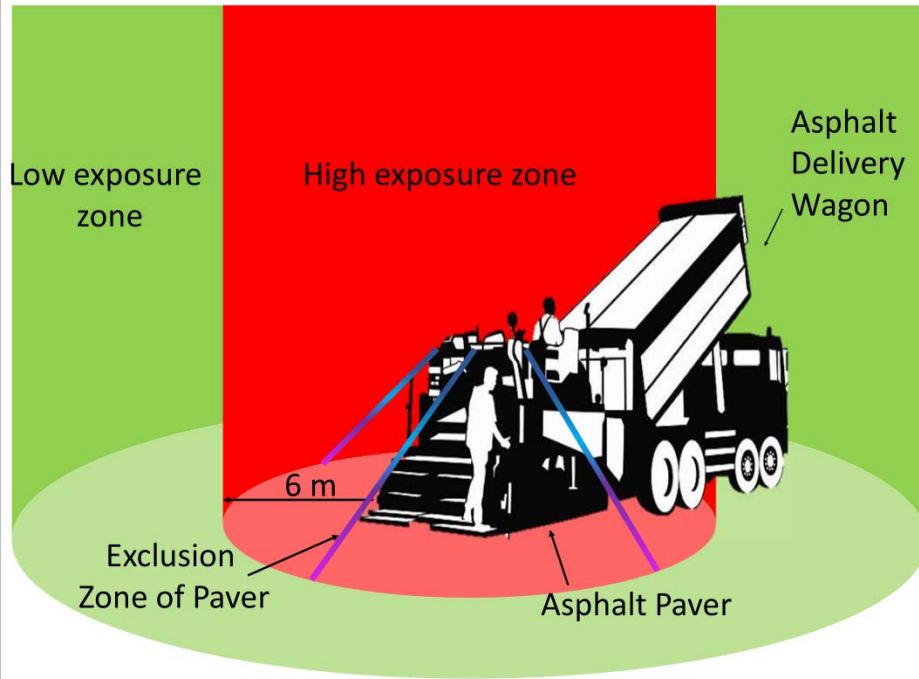 Asphalt
Delivery
Wagon
Low exposure
zone
High exposure zone
6 m
Exclusion
Zone of Paver
Asphalt Paver